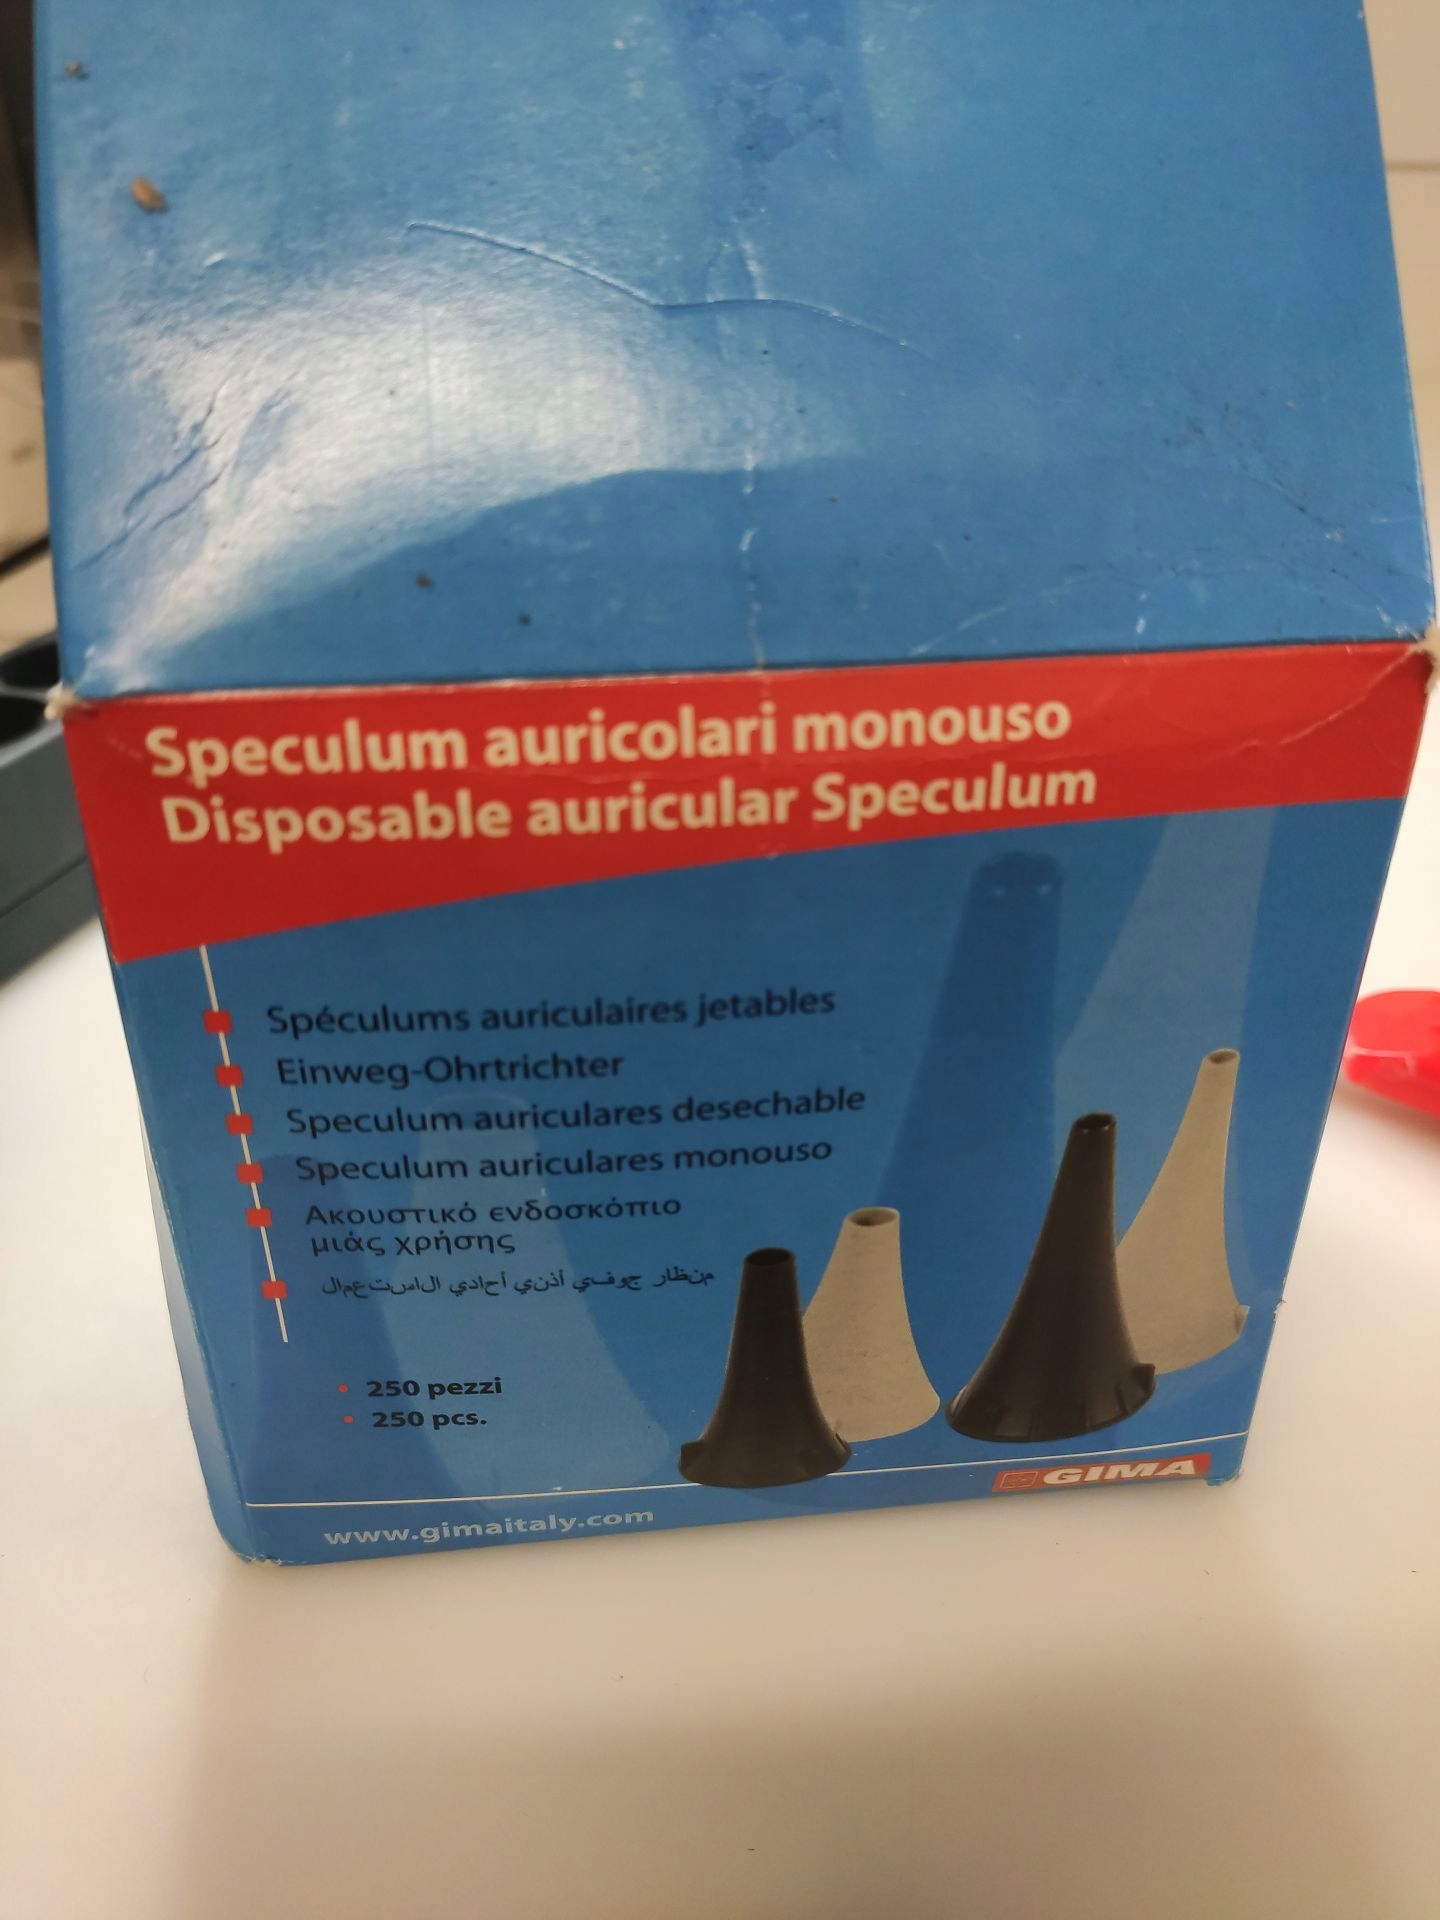 Speculum auricolari monouso
Disposable auricular Speculum
Spéculums auriculaires jetables
Einweg-Ohrtrichter
Speculum auriculares desechable
Speculum auriculares monouso
Ακουστικό ενδοσκόπιο
μιάς χρήσης
منظار جوفي أذني أحادي الاستعمال
• 250 pezzi
• 250 pcs.
GIMA
www.gimaitaly.com